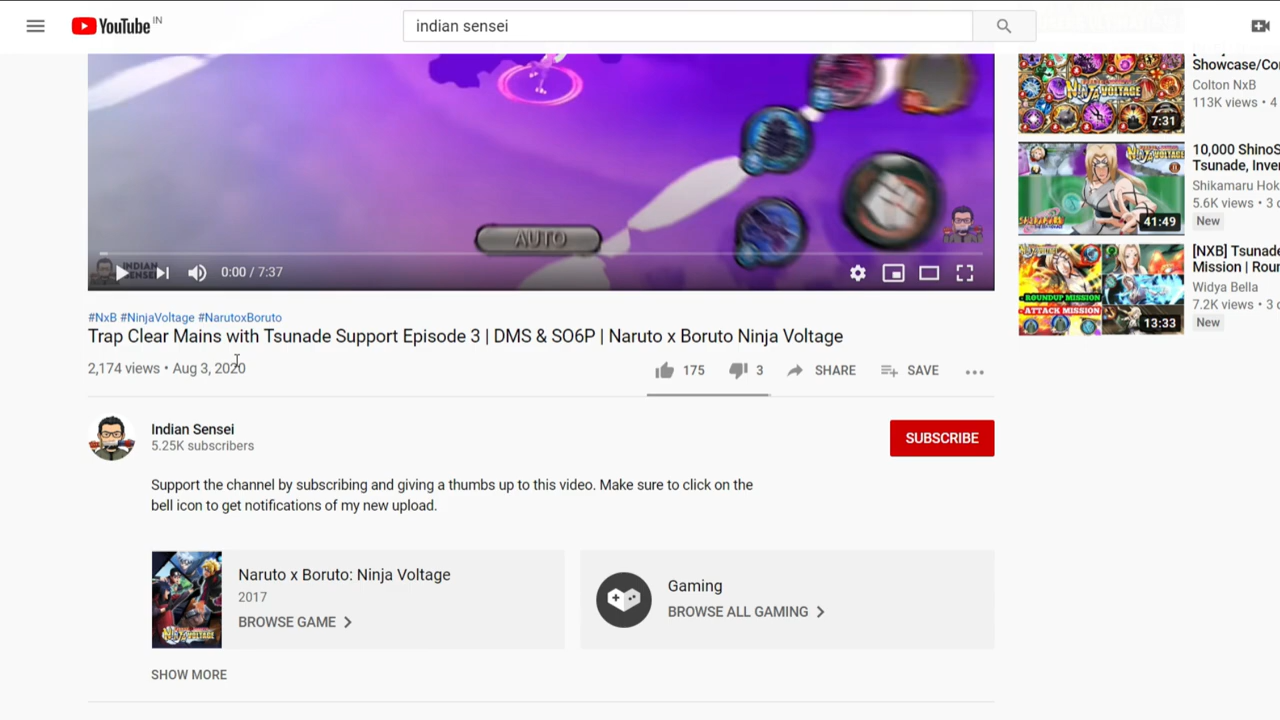 YouTube IN
indian sensei
AUTO
INDIAN
SENSEI
0:00 / 7:37
#NxB #NinjaVoltage #NarutoxBoruto
Trap Clear Mains with Tsunade Support Episode 3 | DMS & SO6P | Naruto x Boruto Ninja Voltage
2,174 views • Aug 3, 2020
175
3
SHARE
SAVE
Indian Sensei
5.25K subscribers
SUBSCRIBE
Support the channel by subscribing and giving a thumbs up to this video. Make sure to click on the
bell icon to get notifications of my new upload.
Naruto x Boruto: Ninja Voltage
2017
BROWSE GAME
Gaming
BROWSE ALL GAMING
SHOW MORE
NINJA VOLTAGE
7:31
Showcase/Co
Colton NxB
113K views • 4
41:49
10,000 ShinoS
Tsunade, Inve
Shikamaru Hok
5.6K views • 3
New
ROUNDUP MISSION
ATTACK MISSION
13:33
[NXB] Tsunade
Mission | Roun
Widya Bella
7.2K views • 3
New